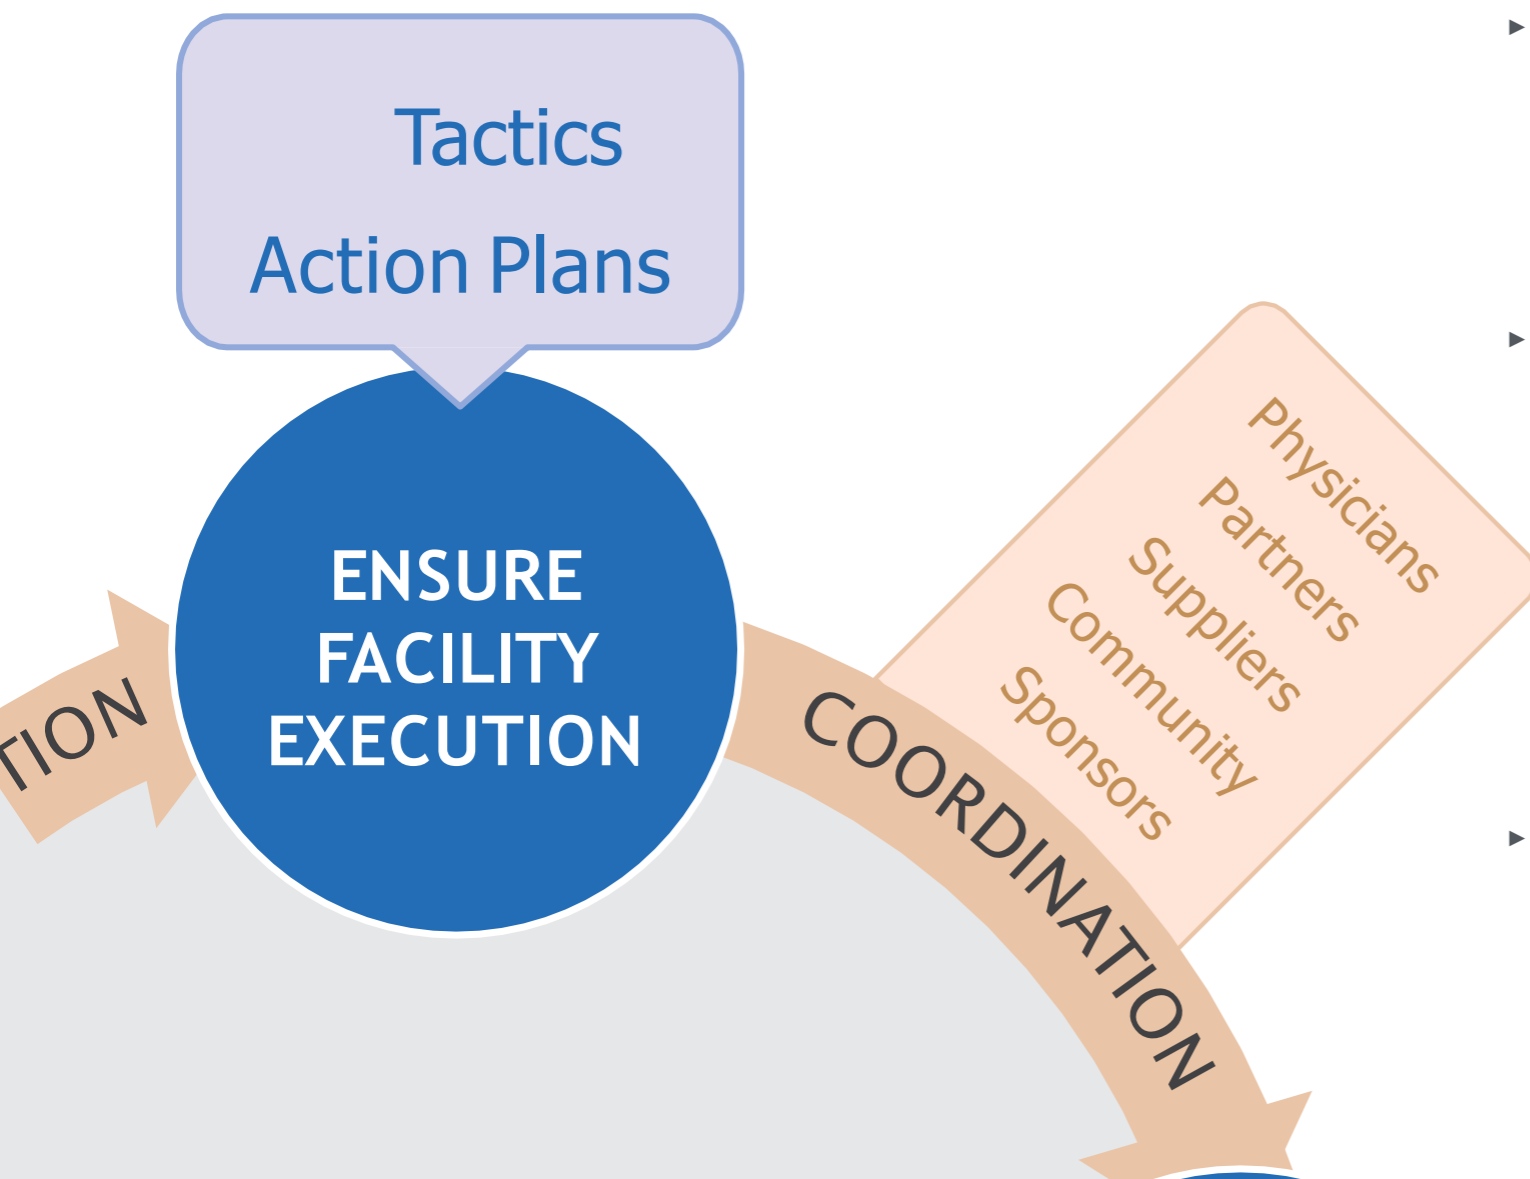 Tactics
Action Plans
ENSURE
FACILITY
EXECUTION
TION
COORDINATION
Physicians
Partners
Suppliers
Community
Sponsors